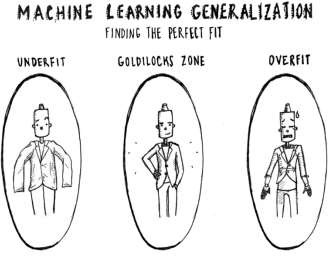 MACHINE LEARNING GENERALIZATION
FINDING THE PERFECT FIT
UNDERFIT
GOLDILOCKS ZONE
OVERFIT